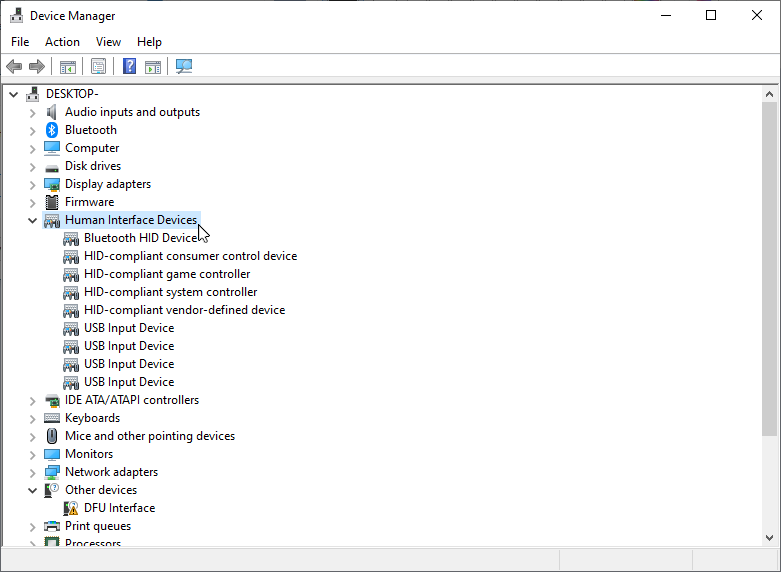 Device Manager
File Action View Help
DESKTOP-
Audio inputs and outputs
Bluetooth
Computer
Disk drives
Display adapters
Firmware
Human Interface Devices
Bluetooth HID Device
HID-compliant consumer control device
HID-compliant game controller
HID-compliant system controller
HID-compliant vendor-defined device
USB Input Device
USB Input Device
USB Input Device
USB Input Device
IDE ATA/ATAPI controllers
Keyboards
Mice and other pointing devices
Monitors
Network adapters
Other devices
DFU Interface
Print queues
Processors